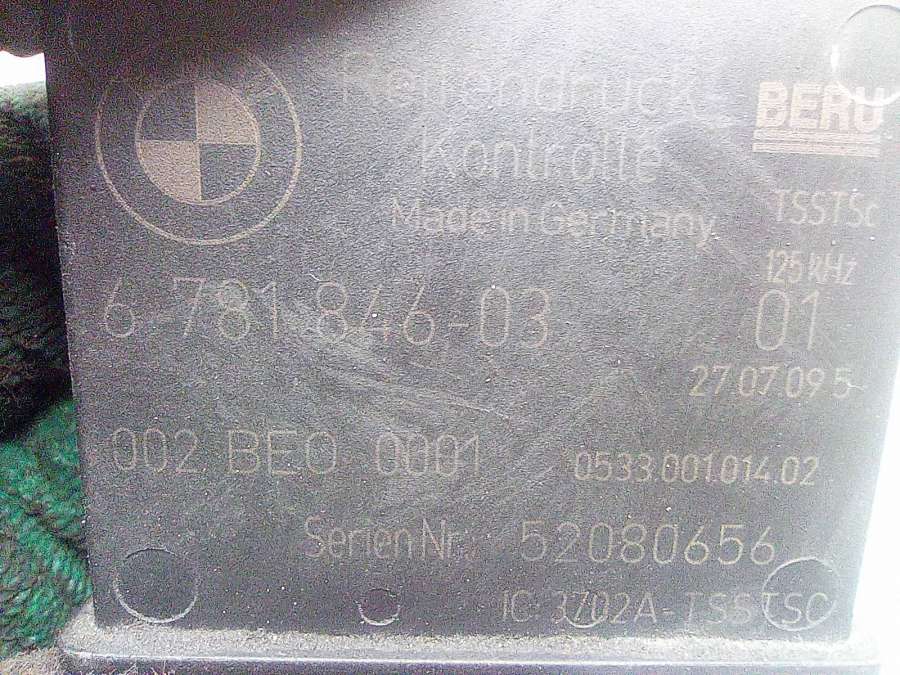 Reifendruck
Kontrolle
BERU
Made in Germany
TSSTSc
125 kHz
6 781 846-03
01
27.07.09 5
002 BEO 0001
0533.001.014.02
Serien Nr. 52080656
IC: 3702A-TSSTSC